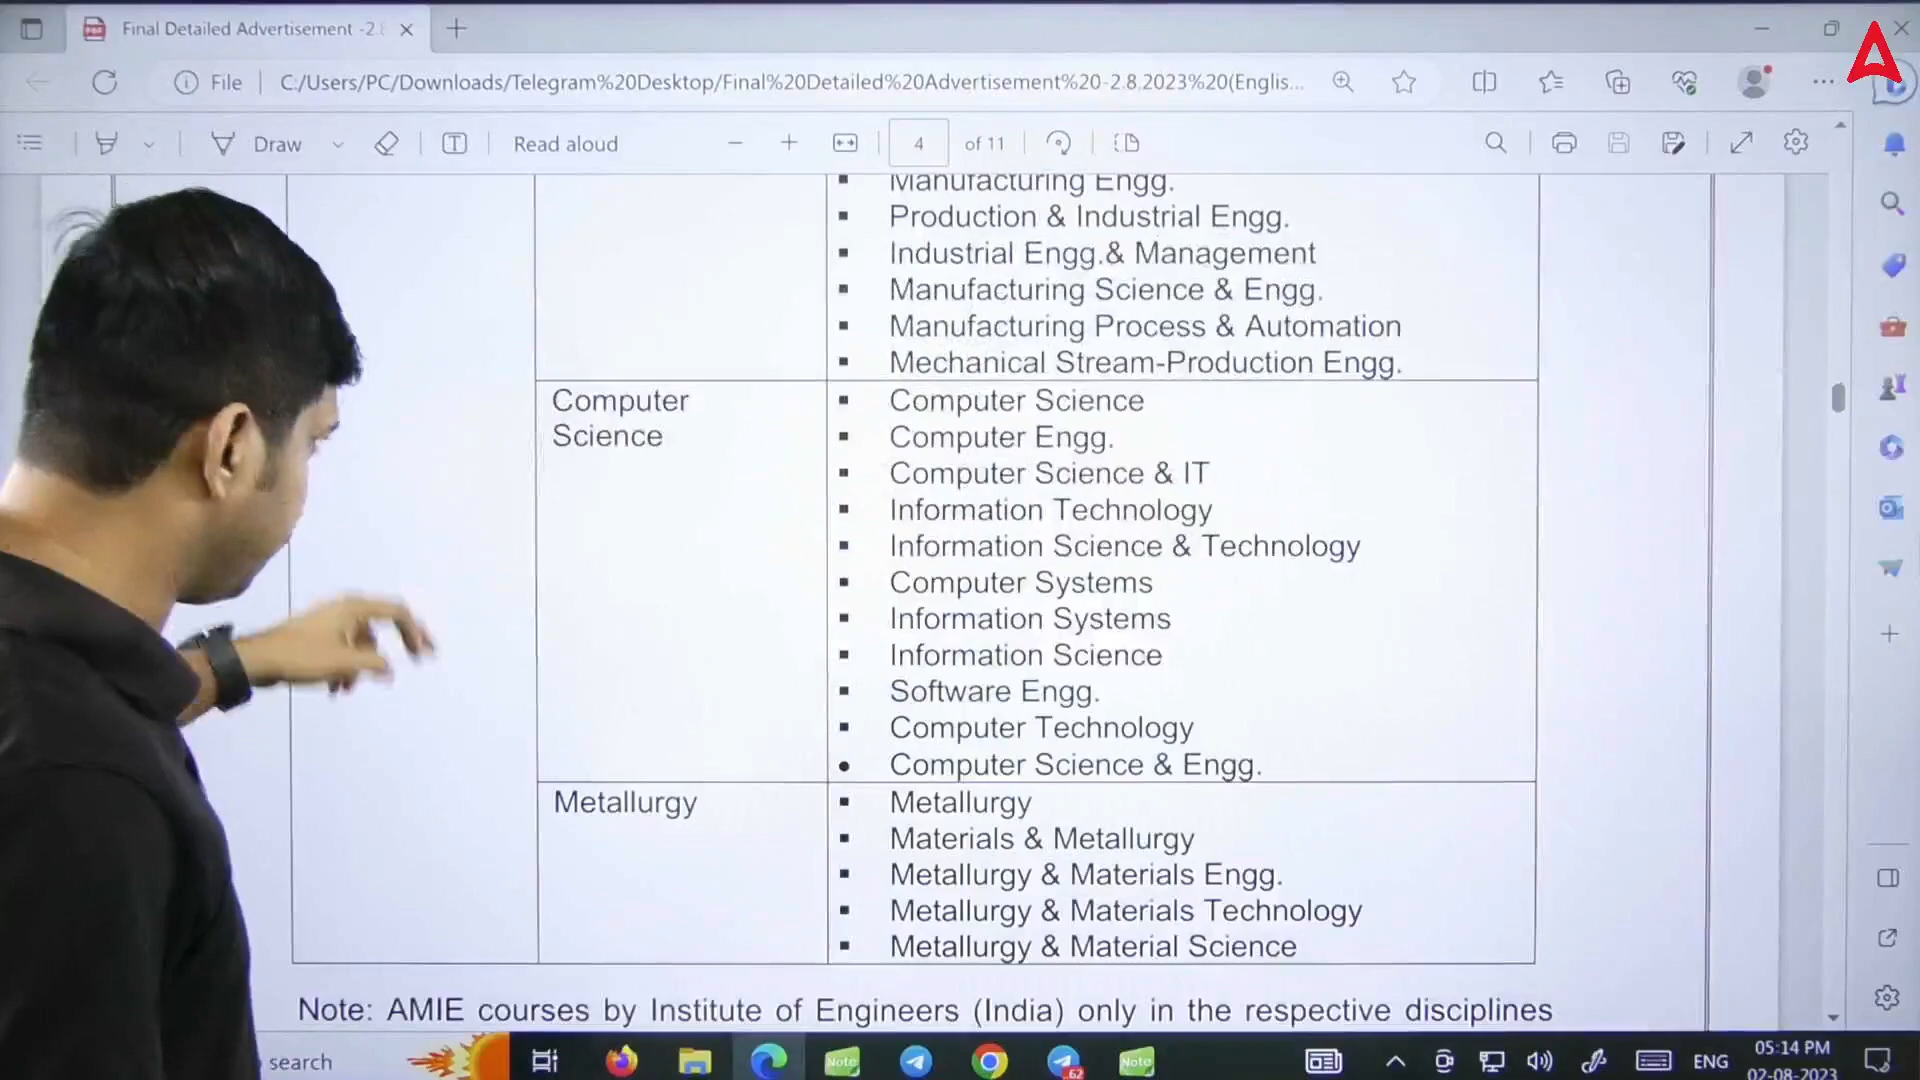 Final Detailed Advertisement -2.8
File
C:/Users/PC/Downloads/Telegram%20Desktop/Final%20Detailed%20Advertisement%20-2.8.2023%20(Englis...
Draw
Read aloud
4 of 11
Manufacturing Engg.
Production & Industrial Engg.
Industrial Engg.& Management
Manufacturing Science & Engg.
Manufacturing Process & Automation
Mechanical Stream-Production Engg.
Computer
Science
Computer Science
Computer Engg.
Computer Science & IT
Information Technology
Information Science & Technology
Computer Systems
Information Systems
Information Science
Software Engg.
Computer Technology
Computer Science & Engg.
Metallurgy
Metallurgy
Materials & Metallurgy
Metallurgy & Materials Engg.
Metallurgy & Materials Technology
Metallurgy & Material Science
Note: AMIE courses by Institute of Engineers (India) only in the respective disciplines
search
Note
62
Note
ENG
05:14 PM
02-08-2023